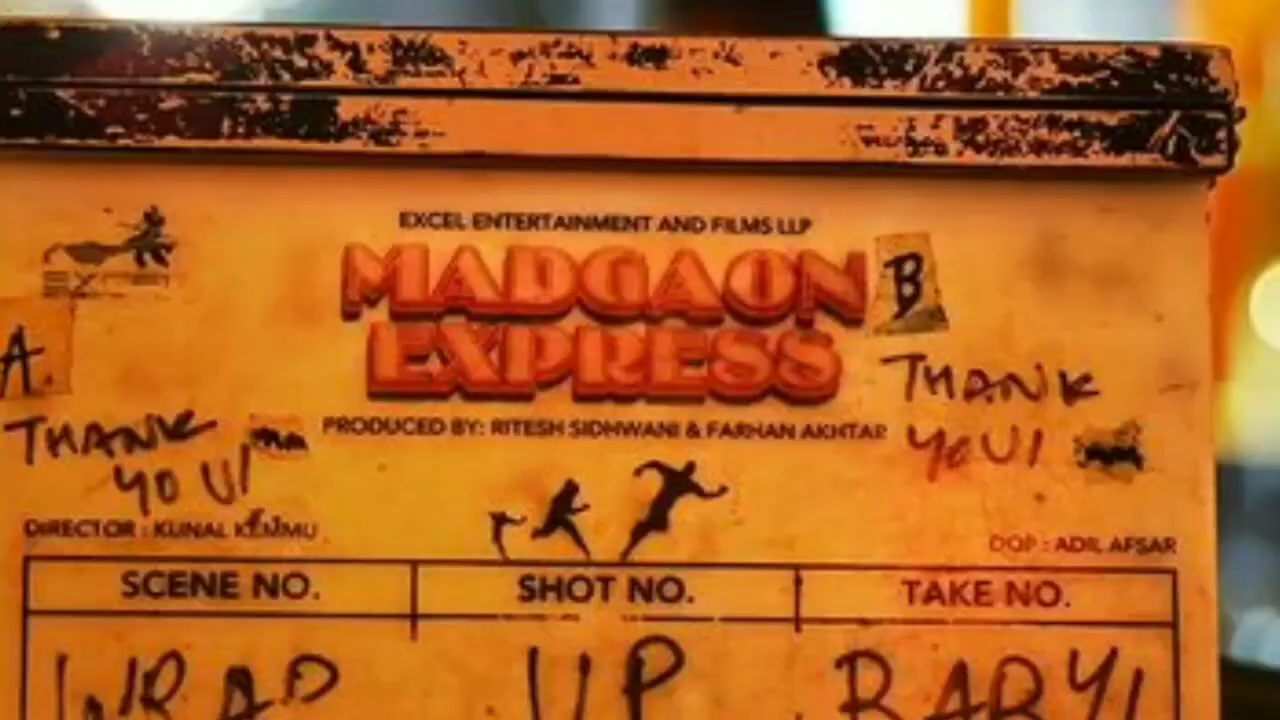 EXCEL ENTERTAINMENT AND FILMS LLP
MADGAON
EXPRESS
B
A.
PRODUCED BY: RITESH SIDHWANI & FARHAN AKHTAR
THANK
YOU!
THANK
YOU!
DIRECTOR : KUNAL KEMMU
DOP : ADIL AFSAR
SCENE NO. SHOT NO. TAKE NO.
WRAP UP BABY!